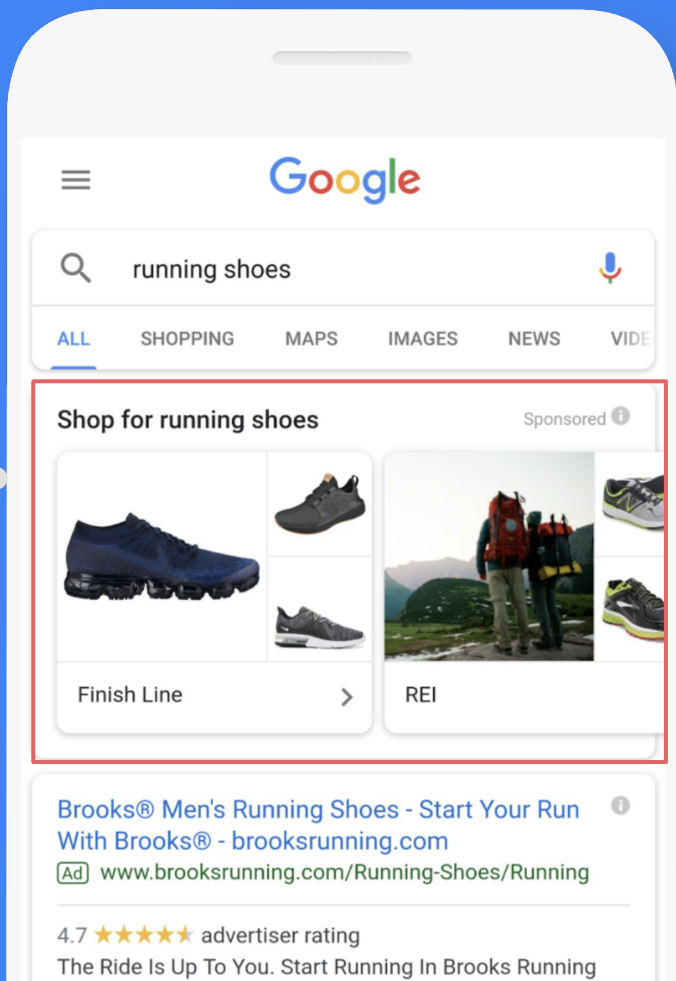 Google
running shoes
ALL SHOPPING MAPS IMAGES NEWS VIDE
Shop for running shoes Sponsored
Finish Line
REI
Brooks® Men's Running Shoes - Start Your Run
With Brooks® - brooksrunning.com
Ad www.brooksrunning.com/Running-Shoes/Running
4.7 advertiser rating
The Ride Is Up To You. Start Running In Brooks Running